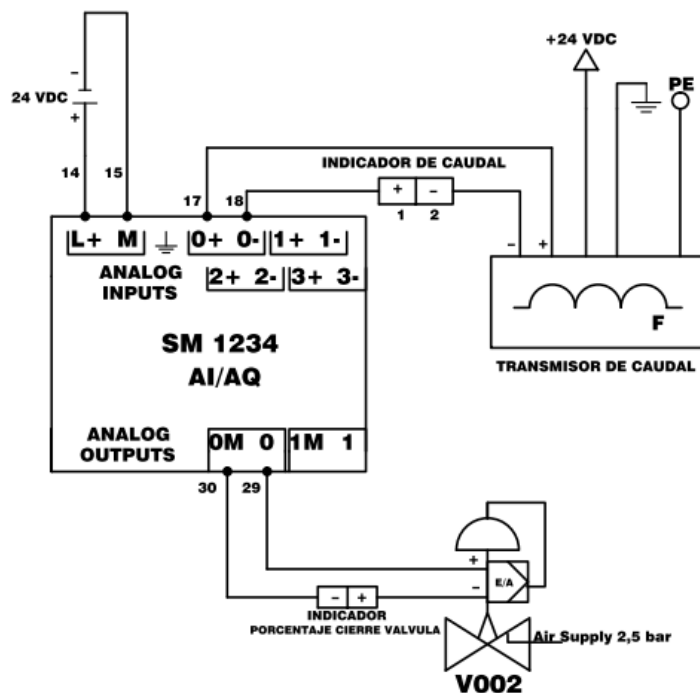 +24 VDC
PE
-
24 VDC
+
14
15
17
18
INDICADOR DE CAUDAL
+ -
1 2
- +
L+ M 0+ 0- 1+ 1-
ANALOG
INPUTS
2+ 2- 3+ 3-
F
TRANSMISOR DE CAUDAL
SM 1234
AI/AQ
ANALOG
OUTPUTS
0M 0 1M 1
30
29
+
E/A
-
- +
INDICADOR
PORCENTAJE CIERRE VALVULA
Air Supply 2,5 bar
V002